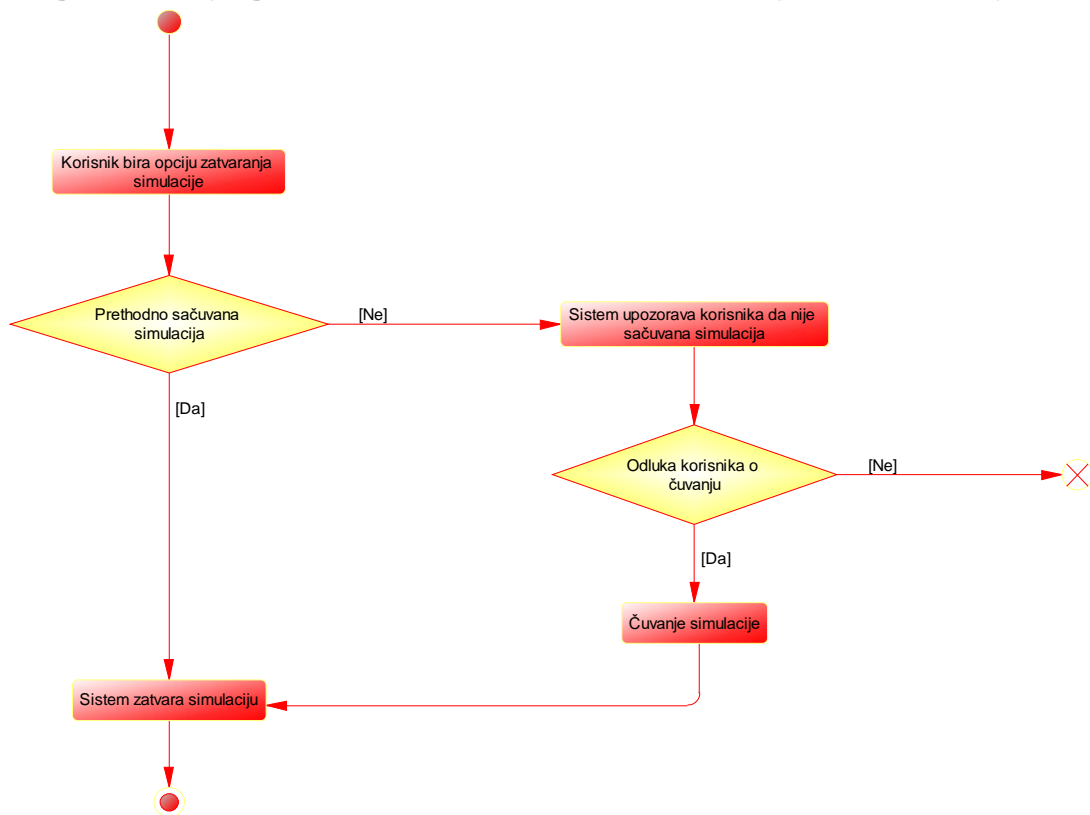 Korisnik bira opciju zatvaranja
simulacije
Prethodno sačuvana
simulacija
[Ne]
Sistem upozorava korisnika da nije
sačuvana simulacija
[Da]
Odluka korisnika o
čuvanju
[Ne]
[Da]
Čuvanje simulacije
Sistem zatvara simulaciju